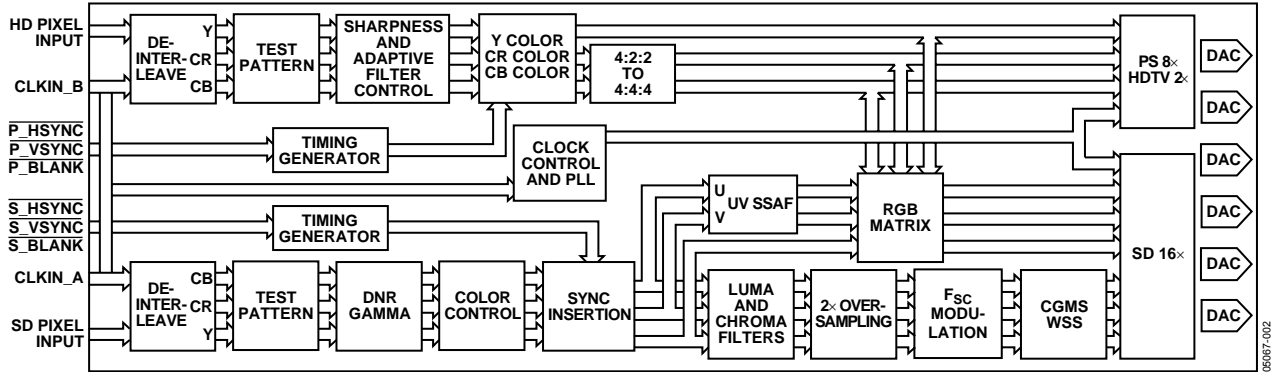 HD PIXEL
INPUT
CLKIN_B
P_HSYNC
P_VSYNC
P_BLANK
S_HSYNC
S_VSYNC
S_BLANK
CLKIN_A
SD PIXEL
INPUT
DE-
INTER-
LEAVE
Y
CR
CB
TEST
PATTERN
SHARPNESS
AND
ADAPTIVE
FILTER
CONTROL
Y COLOR
CR COLOR
CB COLOR
4:2:2
TO
4:4:4
PS 8×
HDTV 2×
TIMING
GENERATOR
CLOCK
CONTROL
AND PLL
TIMING
GENERATOR
U
V
UV SSAF
RGB
MATRIX
SD 16×
DE-
INTER-
LEAVE
CB
CR
Y
TEST
PATTERN
DNR
GAMMA
COLOR
CONTROL
SYNC
INSERTION
LUMA
AND
CHROMA
FILTERS
2× OVER-
SAMPLING
FSC
MODU-
LATION
CGMS
WSS
DAC
DAC
DAC
DAC
DAC
DAC
05067-002